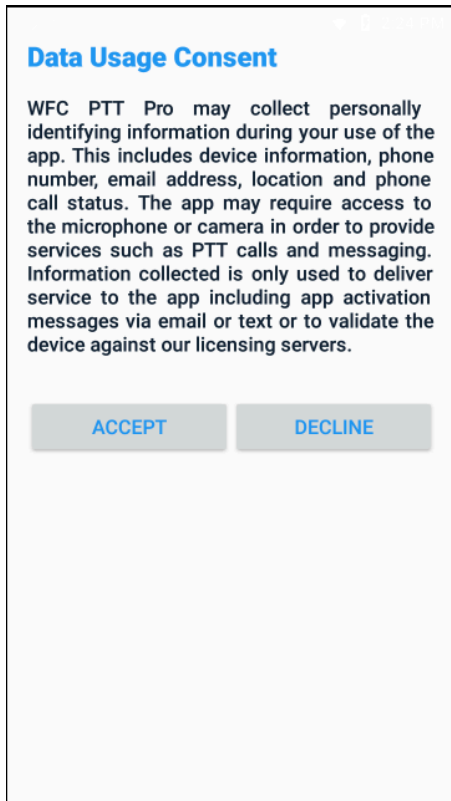 2:24 PM
Data Usage Consent
WFC PTT Pro may collect personally
identifying information during your use of the
app. This includes device information, phone
number, email address, location and phone
call status. The app may require access to
the microphone or camera in order to provide
services such as PTT calls and messaging.
Information collected is only used to deliver
service to the app including app activation
messages via email or text or to validate the
device against our licensing servers.
ACCEPT DECLINE